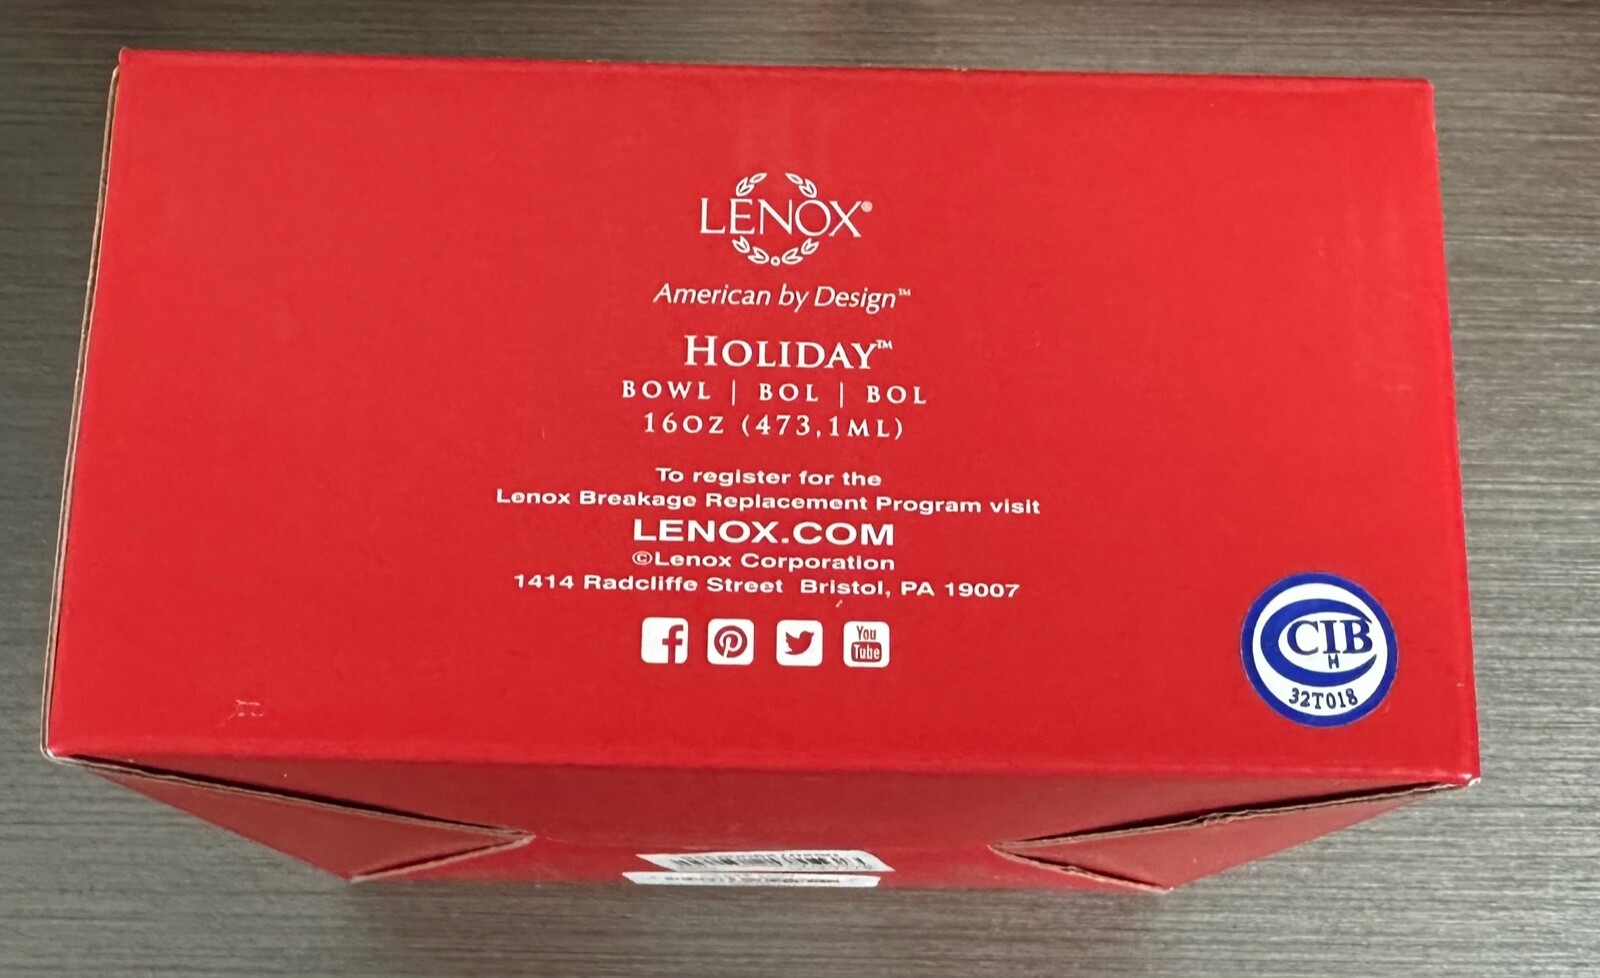 LENOX®
American by Design™
HOLIDAY™
BOWL | BOL | BOL
16OZ (473,1ML)
To register for the
Lenox Breakage Replacement Program visit
LENOX.COM
©Lenox Corporation
1414 Radcliffe Street Bristol, PA 19007
You
Tube
CIB
H
32T018